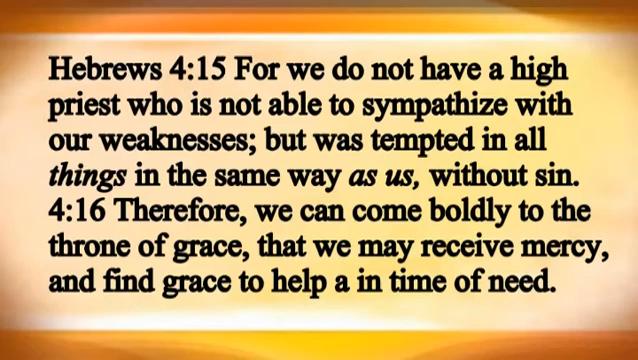 Hebrews 4:15 For we do not have a high
priest who is not able to sympathize with
our weaknesses; but was tempted in all
things in the same way as us, without sin.
4:16 Therefore, we can come boldly to the
throne of grace, that we may receive mercy,
and find grace to help a in time of need.